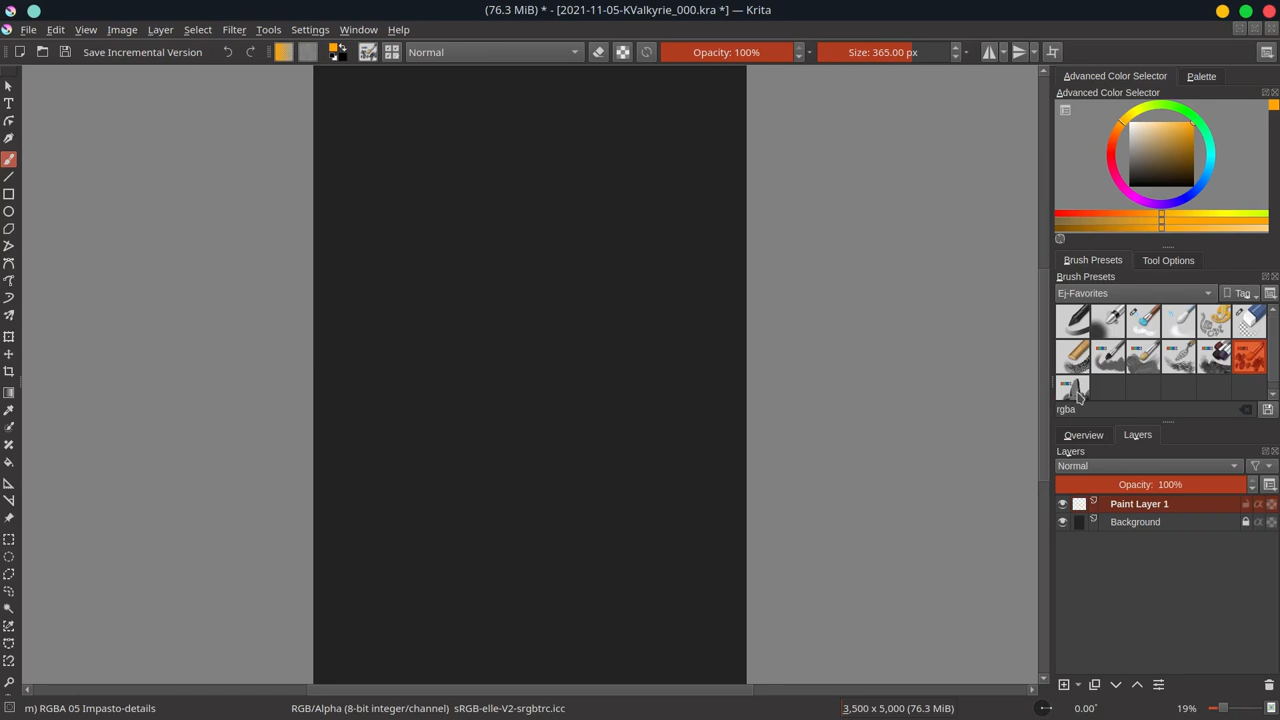 (76.3 MiB) * - [2021-11-05-KValkyrie_000.kra *] — Krita
File Edit View Image Layer Select Filter Tools Settings Window Help
Save Incremental Version Normal Opacity: 100% Size: 365.00 px
Advanced Color Selector Palette
Advanced Color Selector
Brush Presets Tool Options
Brush Presets
Ej-Favorites Tag
rgba
Overview Layers
Layers
Normal
Opacity: 100%
Paint Layer 1
Background
m) RGBA 05 Impasto-details RGB/Alpha (8-bit integer/channel) sRGB-elle-V2-srgbtrc.icc 3,500 x 5,000 (76.3 MiB) 0.00° 19%